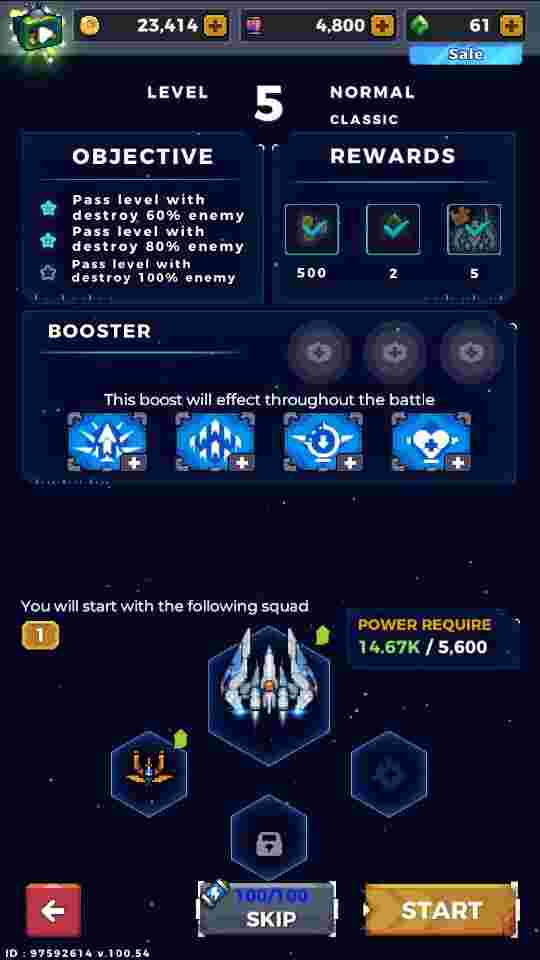 23,414
4,800
61
Sale
LEVEL
5
NORMAL
CLASSIC
OBJECTIVE
Pass level with
destroy 60% enemy
Pass level with
destroy 80% enemy
Pass level with
destroy 100% enemy
REWARDS
500
2
5
BOOSTER
This boost will effect throughout the battle
You will start with the following squad
1
POWER REQUIRE
14.67K / 5,600
100/100
SKIP
START
ID : 97592614 v.100.54